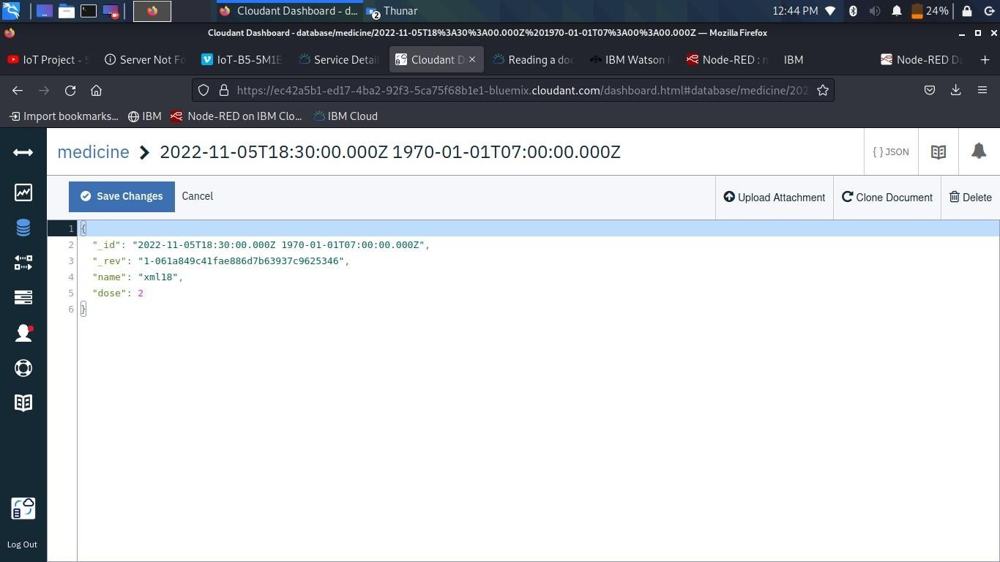 Cloudant Dashboard - d...
2
Thunar
12:44 PM
24%
Cloudant Dashboard - database/medicine/2022-11-05T18%3A30%3A00.000Z%201970-01-01T07%3A00%3A00.000Z — Mozilla Firefox
IoT Project - S
Server Not Fo
IoT-B5-5M1E
Service Detail
Cloudant D
Reading a doc
IBM Watson
Node-RED : n
IBM
Node-RED Da
https://ec42a5b1-ed17-4ba2-92f3-5ca75f68b1e1-bluemix.cloudant.com/dashboard.html#database/medicine/202
Import bookmarks...
IBM
Node-RED on IBM Clo...
IBM Cloud
medicine
2022-11-05T18:30:00.000Z 1970-01-01T07:00:00.000Z
{ } JSON
Save Changes
Cancel
Upload Attachment
Clone Document
Delete
1 {
2 "_id": "2022-11-05T18:30:00.000Z 1970-01-01T07:00:00.000Z",
3 "_rev": "1-061a849c41fae886d7b63937c9625346",
4 "name": "xml18",
5 "dose": 2
6 }
Log Out